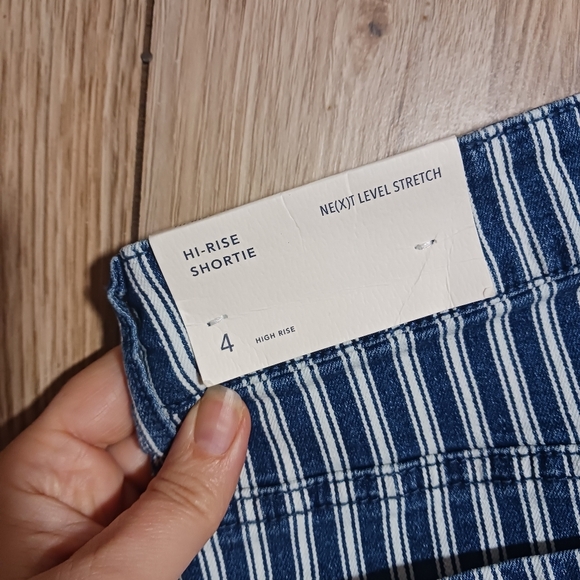 HI-RISE
SHORTIE
NE(X)T LEVEL STRETCH
4
HIGH RISE